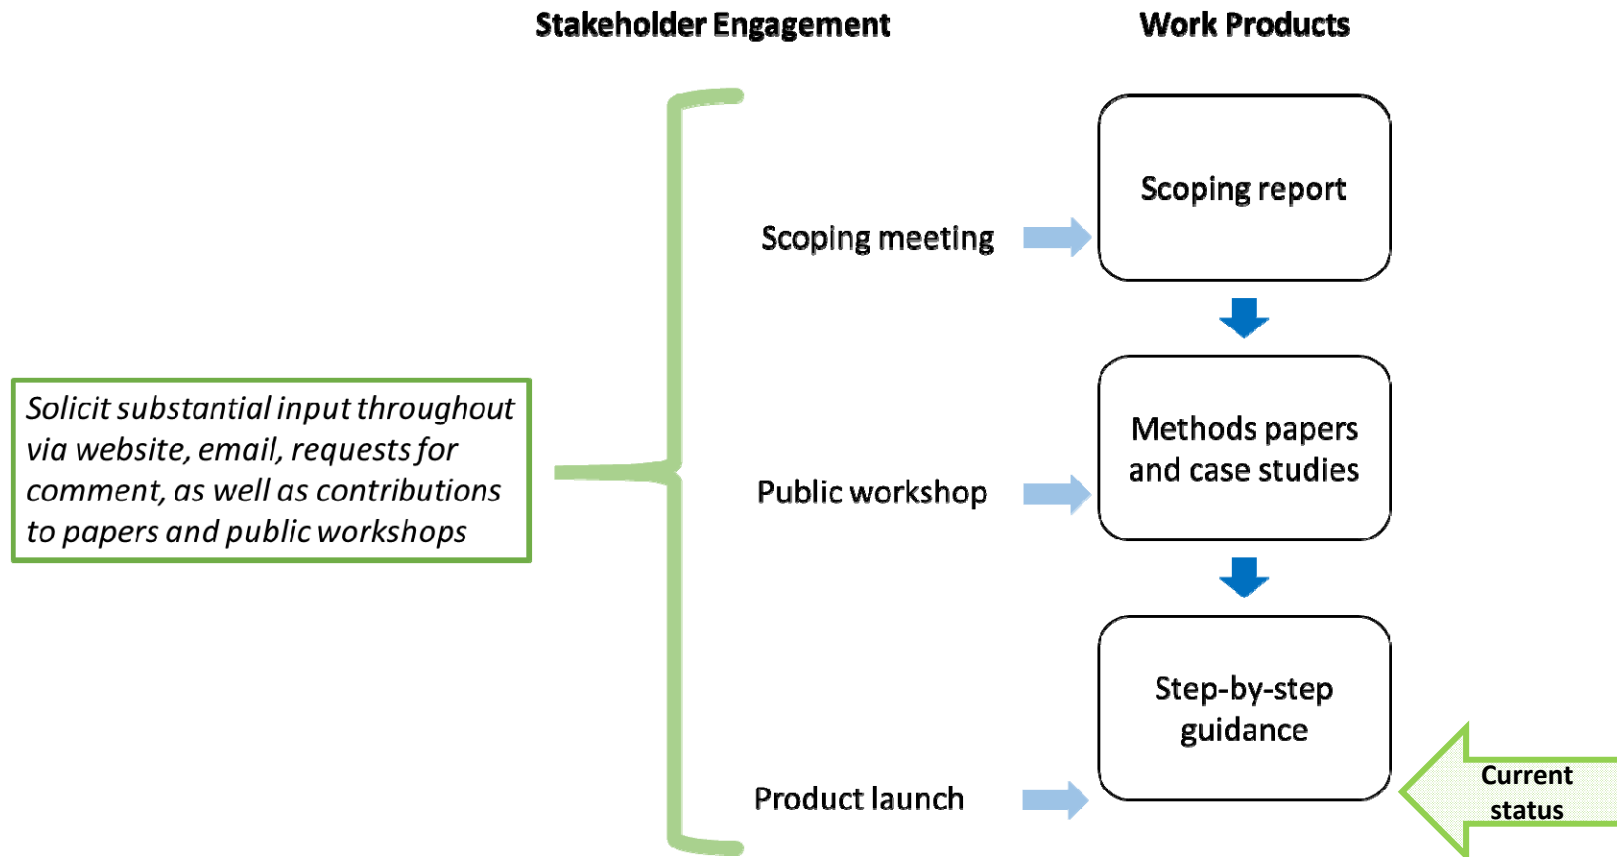 Stakeholder Engagement
Work Products
Scoping report
Scoping meeting
Solicit substantial input throughout
via website, email, requests for
comment, as well as contributions
to papers and public workshops
Methods papers
and case studies
Public workshop
Step-by-step
guidance
Product launch
Current
status